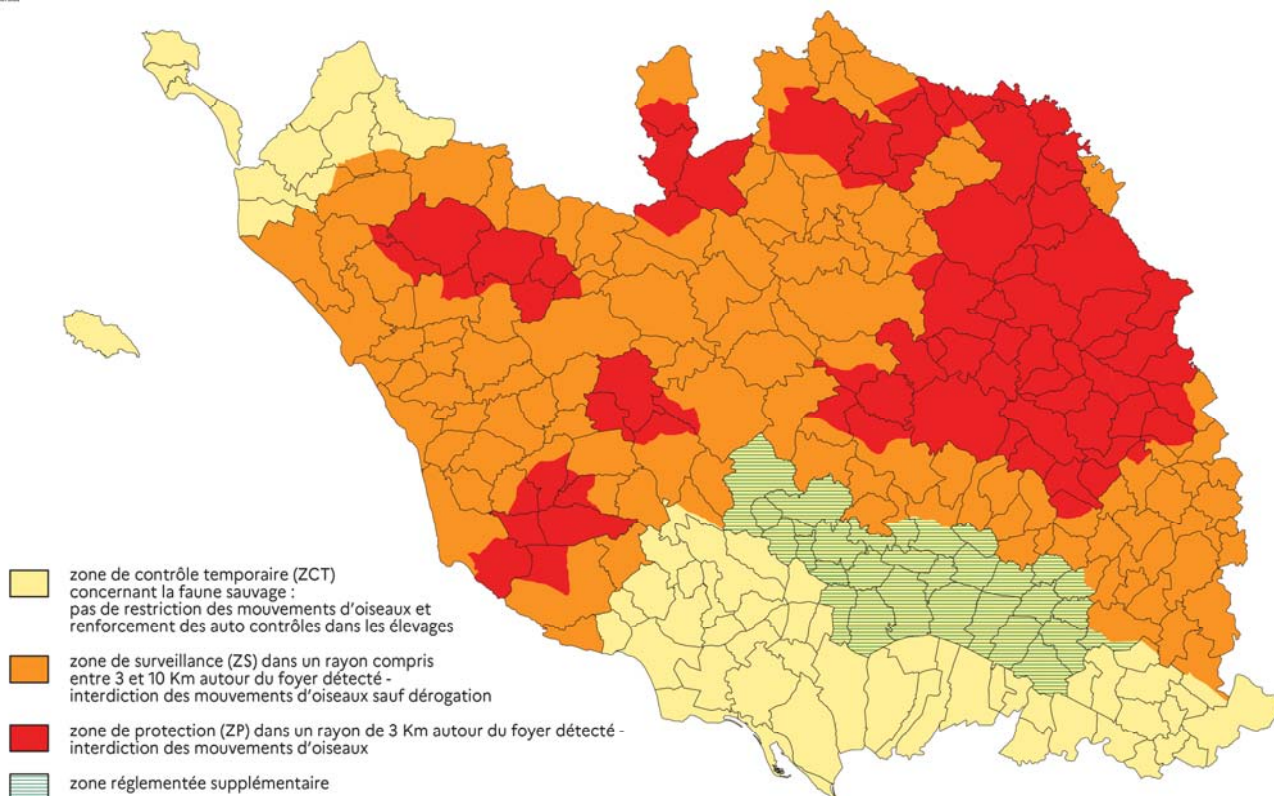 zone de contrôle temporaire (ZCT)
concernant la faune sauvage :
pas de restriction des mouvements d'oiseaux et
renforcement des auto contrôles dans les élevages
zone de surveillance (ZS) dans un rayon compris
entre 3 et 10 Km autour du foyer détecté -
interdiction des mouvements d'oiseaux sauf dérogation
zone de protection (ZP) dans un rayon de 3 Km autour du foyer détecté -
interdiction des mouvements d'oiseaux
zone réglementée supplémentaire